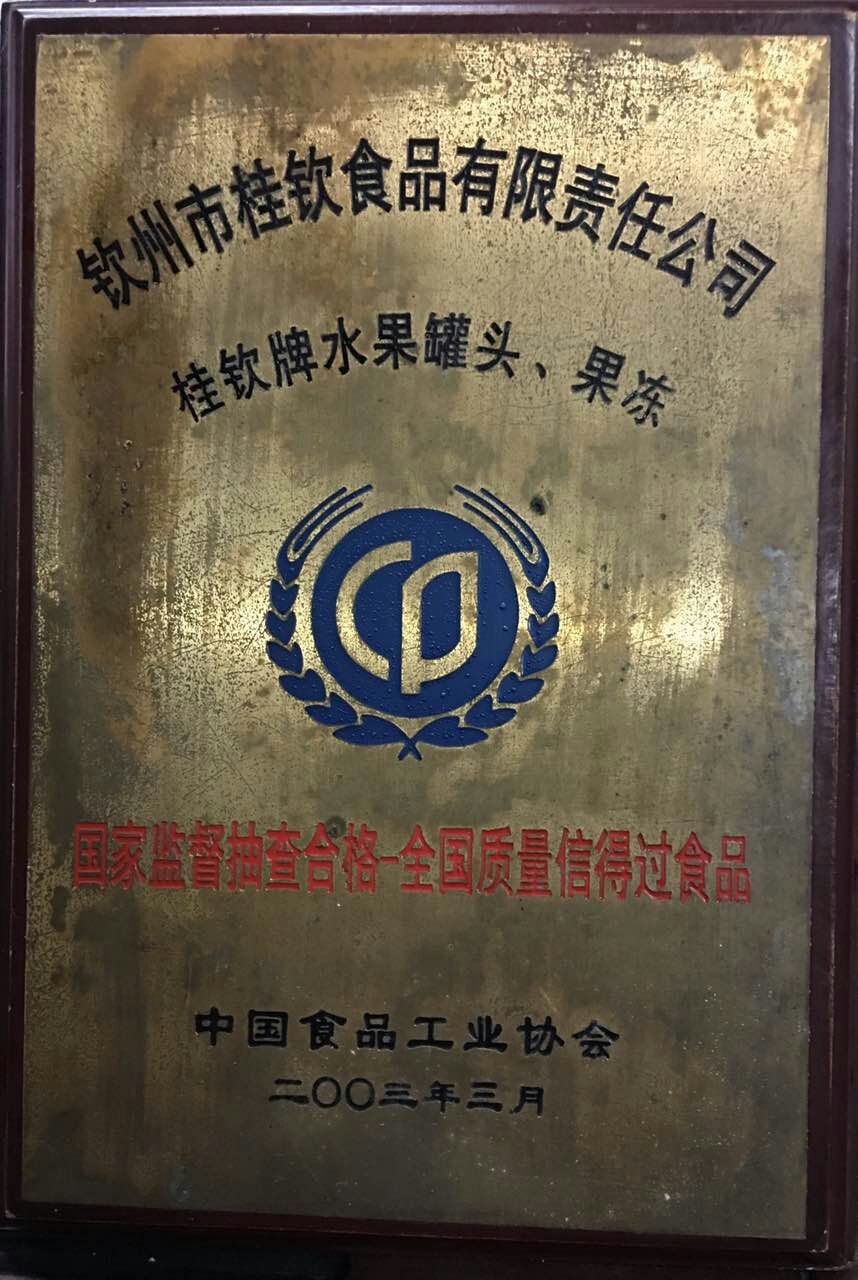 钦州市桂钦食品有限责任公司
桂钦牌水果罐头、果冻
国家监督抽查合格-全国质量信得过食品
中国食品工业协会
二〇〇三年三月